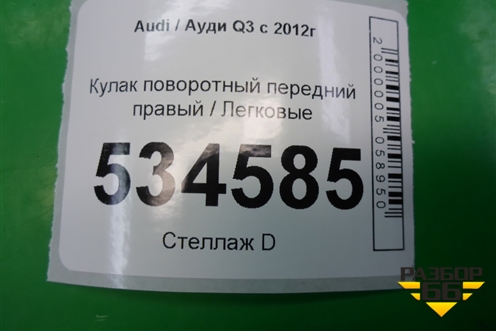 Audi / Ауди Q3 с 2012г
Кулак поворотный передний
правый / Легковые
534585
Стеллаж D
2000005058950
РАЗБОР
66